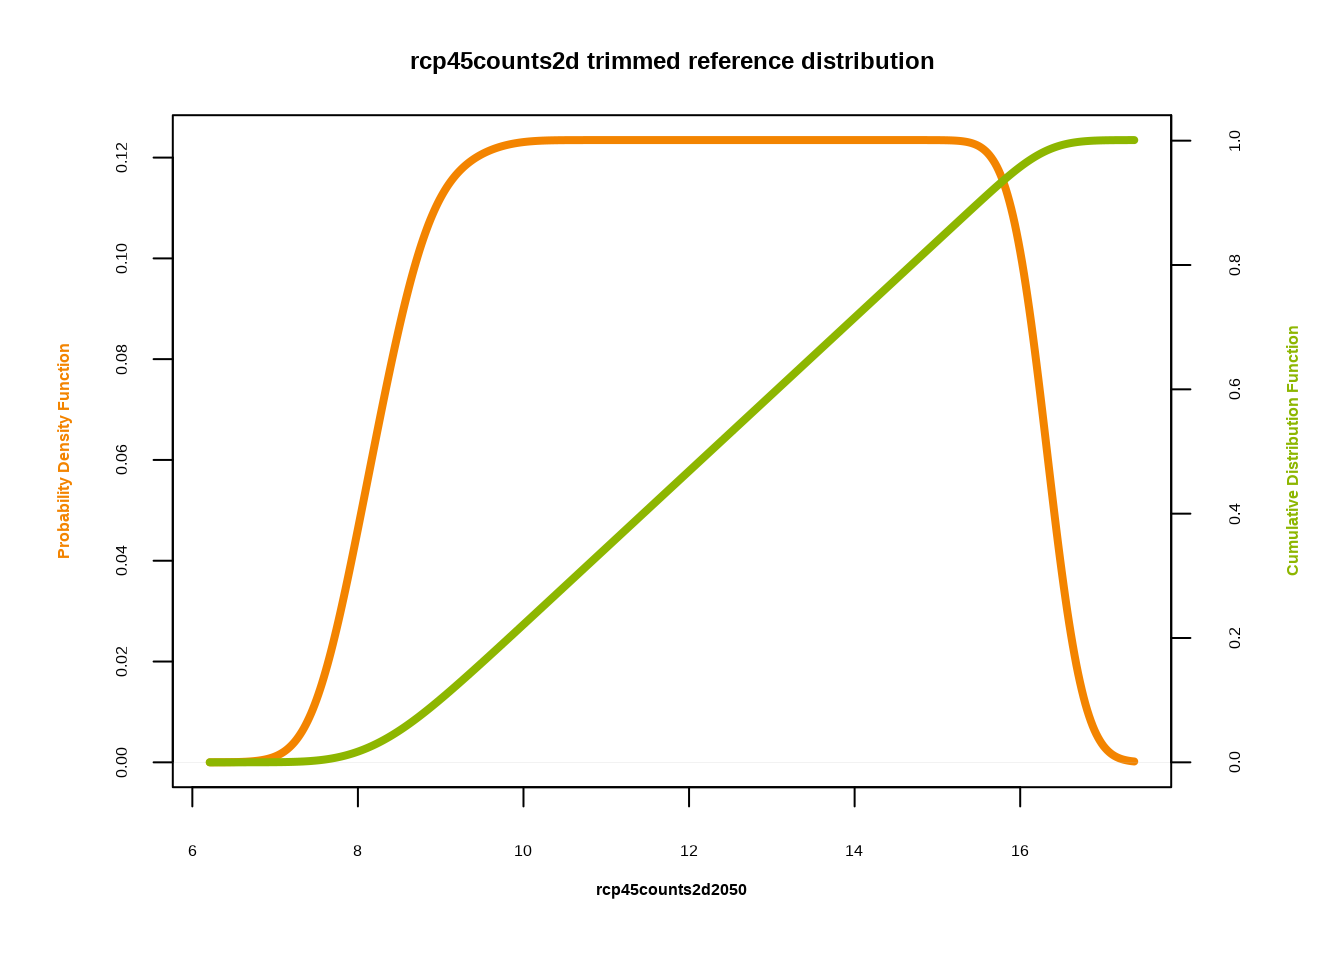 rcp45counts2d trimmed reference distribution
Probability Density Function
0.00
0.02
0.04
0.06
0.08
0.10
0.12
0.0
0.2
0.4
0.6
0.8
1.0
Cumulative Distribution Function
6 8 10 12 14 16
rcp45counts2d2050